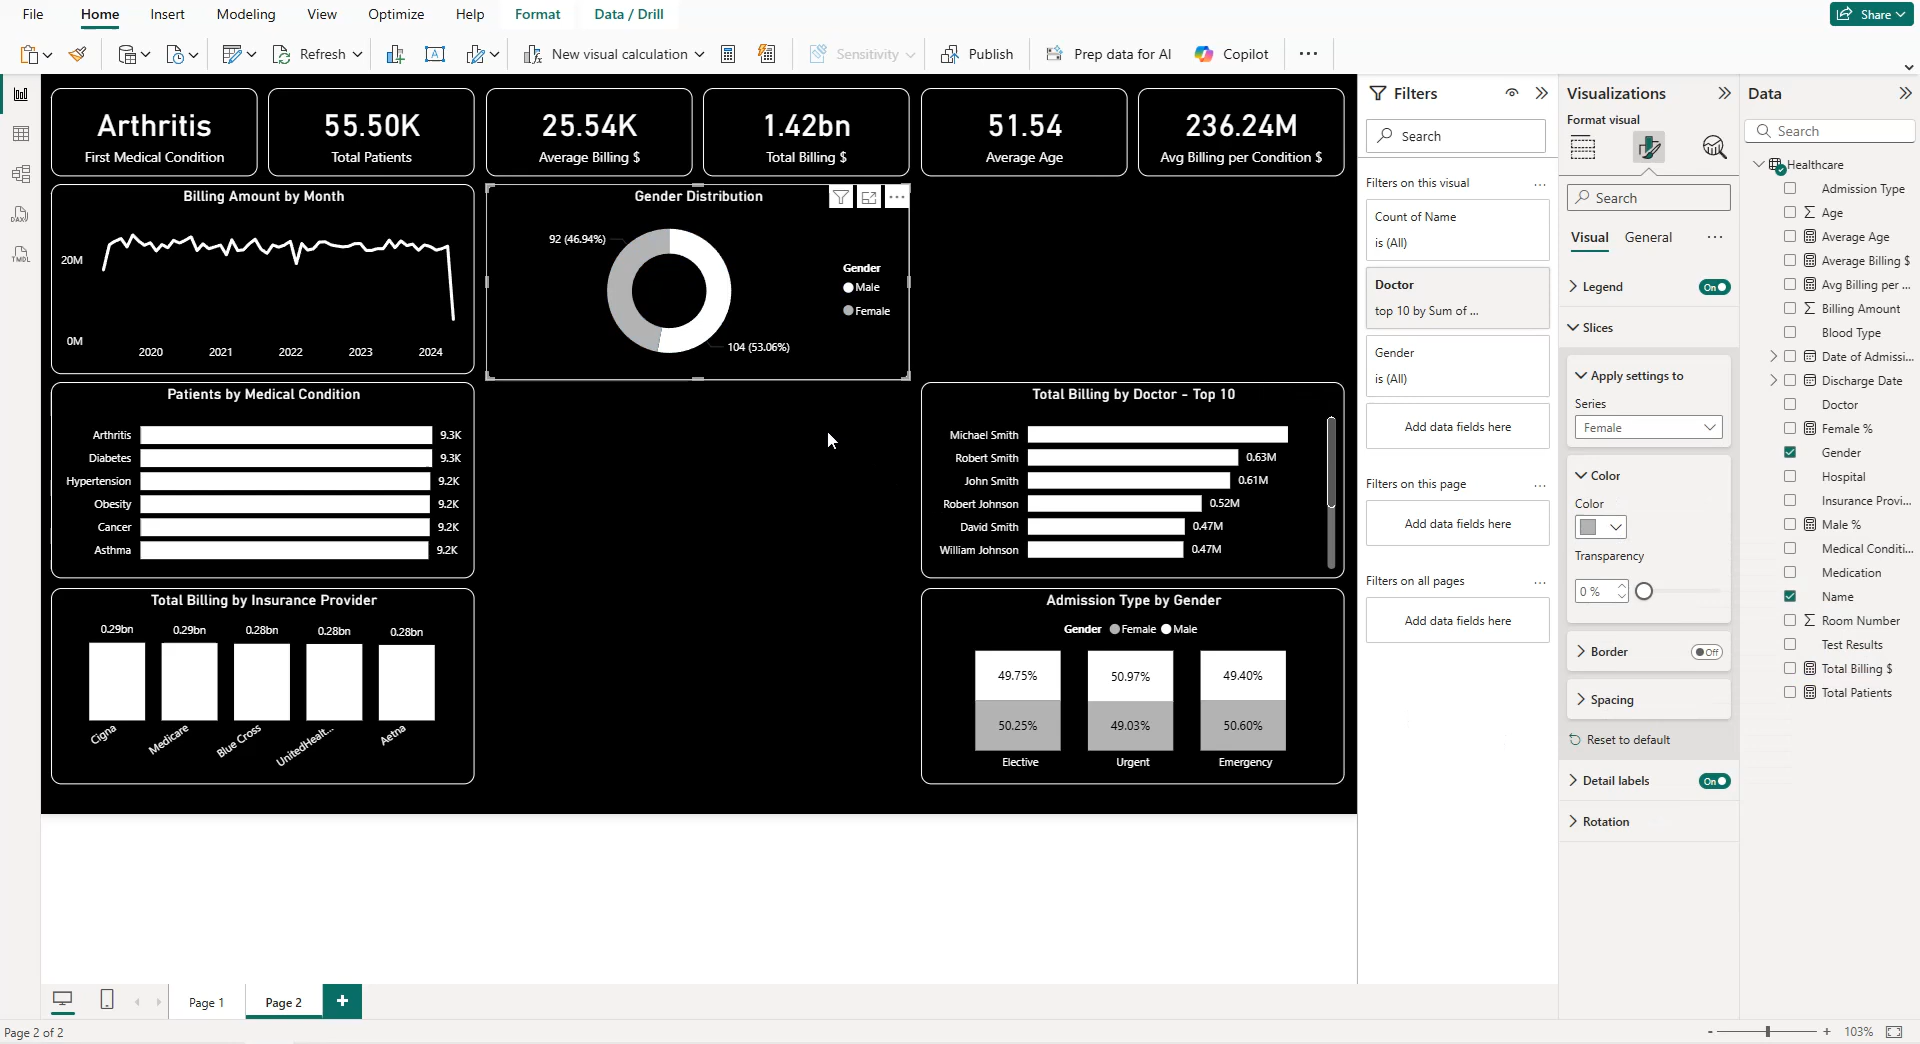 File Home Insert Modeling View Optimize Help Format Data / Drill
Share
Refresh New visual calculation Sensitivity Publish Prep data for AI Copilot ...
Arthritis
First Medical Condition
55.50K
Total Patients
25.54K
Average Billing $
1.42bn
Total Billing $
51.54
Average Age
236.24M
Avg Billing per Condition $
Billing Amount by Month
20M
0M
2020 2021 2022 2023 2024
Gender Distribution
92 (46.94%)
104 (53.06%)
Gender
Male
Female
Patients by Medical Condition
Arthritis 9.3K
Diabetes 9.3K
Hypertension 9.2K
Obesity 9.2K
Cancer 9.2K
Asthma 9.2K
Total Billing by Doctor - Top 10
Michael Smith
Robert Smith 0.63M
John Smith 0.61M
Robert Johnson 0.52M
David Smith 0.47M
William Johnson 0.47M
Total Billing by Insurance Provider
0.29bn 0.29bn 0.28bn 0.28bn 0.28bn
Cigna Medicare Blue Cross UnitedHealt... Aetna
Admission Type by Gender
Gender Female Male
49.75% 50.97% 49.40%
50.25% 49.03% 50.60%
Elective Urgent Emergency
DAX
TMDL
Filters
Search
Filters on this visual ...
Count of Name
is (All)
Doctor
top 10 by Sum of ...
Gender
is (All)
Add data fields here
Filters on this page ...
Add data fields here
Filters on all pages ...
Add data fields here
Visualizations
Format visual
Search
Visual General ...
Legend On
Slices
Apply settings to
Series
Female
Color
Color
Transparency
0 %
Border Off
Spacing
Reset to default
Detail labels On
Rotation
Data
Search
Healthcare
Admission Type
Age
Average Age
Average Billing $
Avg Billing per ...
Billing Amount
Blood Type
Date of Admissi...
Discharge Date
Doctor
Female %
Gender
Hospital
Insurance Provi...
Male %
Medical Conditi...
Medication
Name
Room Number
Test Results
Total Billing $
Total Patients
Page 1 Page 2 +
Page 2 of 2
- + 103%